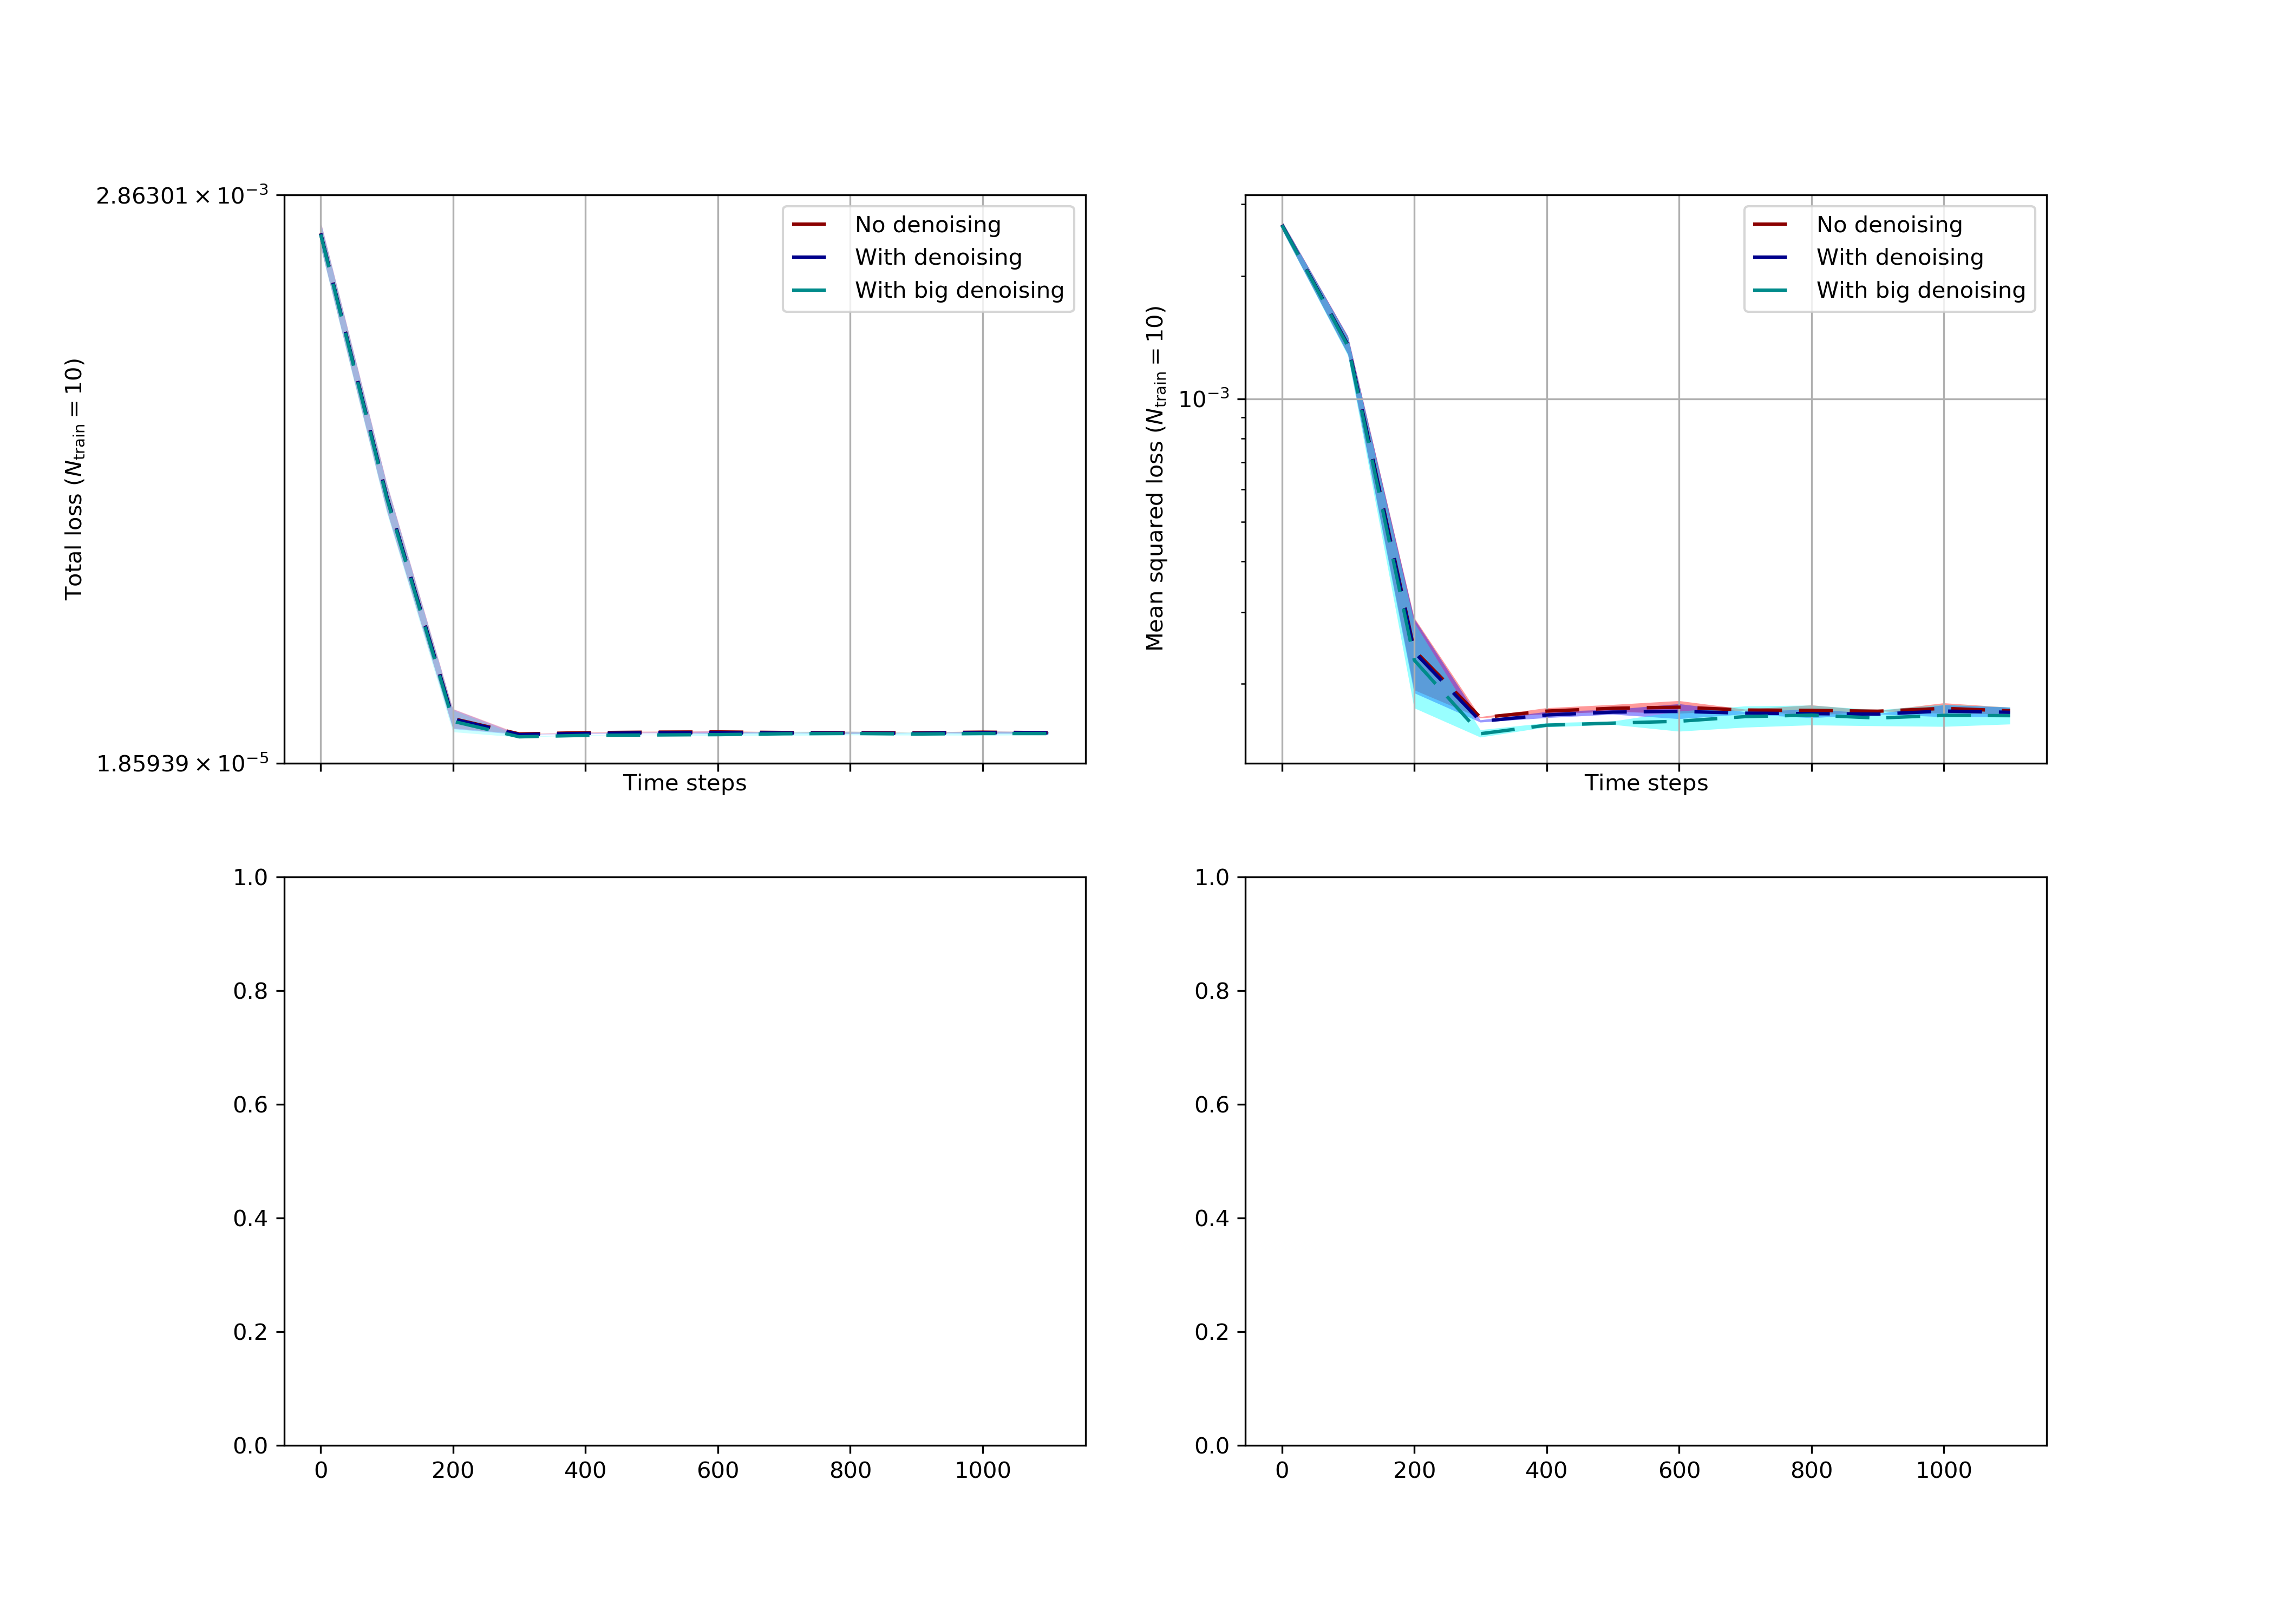 2.86301 × 10⁻³
1.85939 × 10⁻⁵
Total loss (N_train = 10)
No denoising
With denoising
With big denoising
Time steps
10⁻³
Mean squared loss (N_train = 10)
No denoising
With denoising
With big denoising
Time steps
1.0
0.8
0.6
0.4
0.2
0.0
0 200 400 600 800 1000
1.0
0.8
0.6
0.4
0.2
0.0
0 200 400 600 800 1000